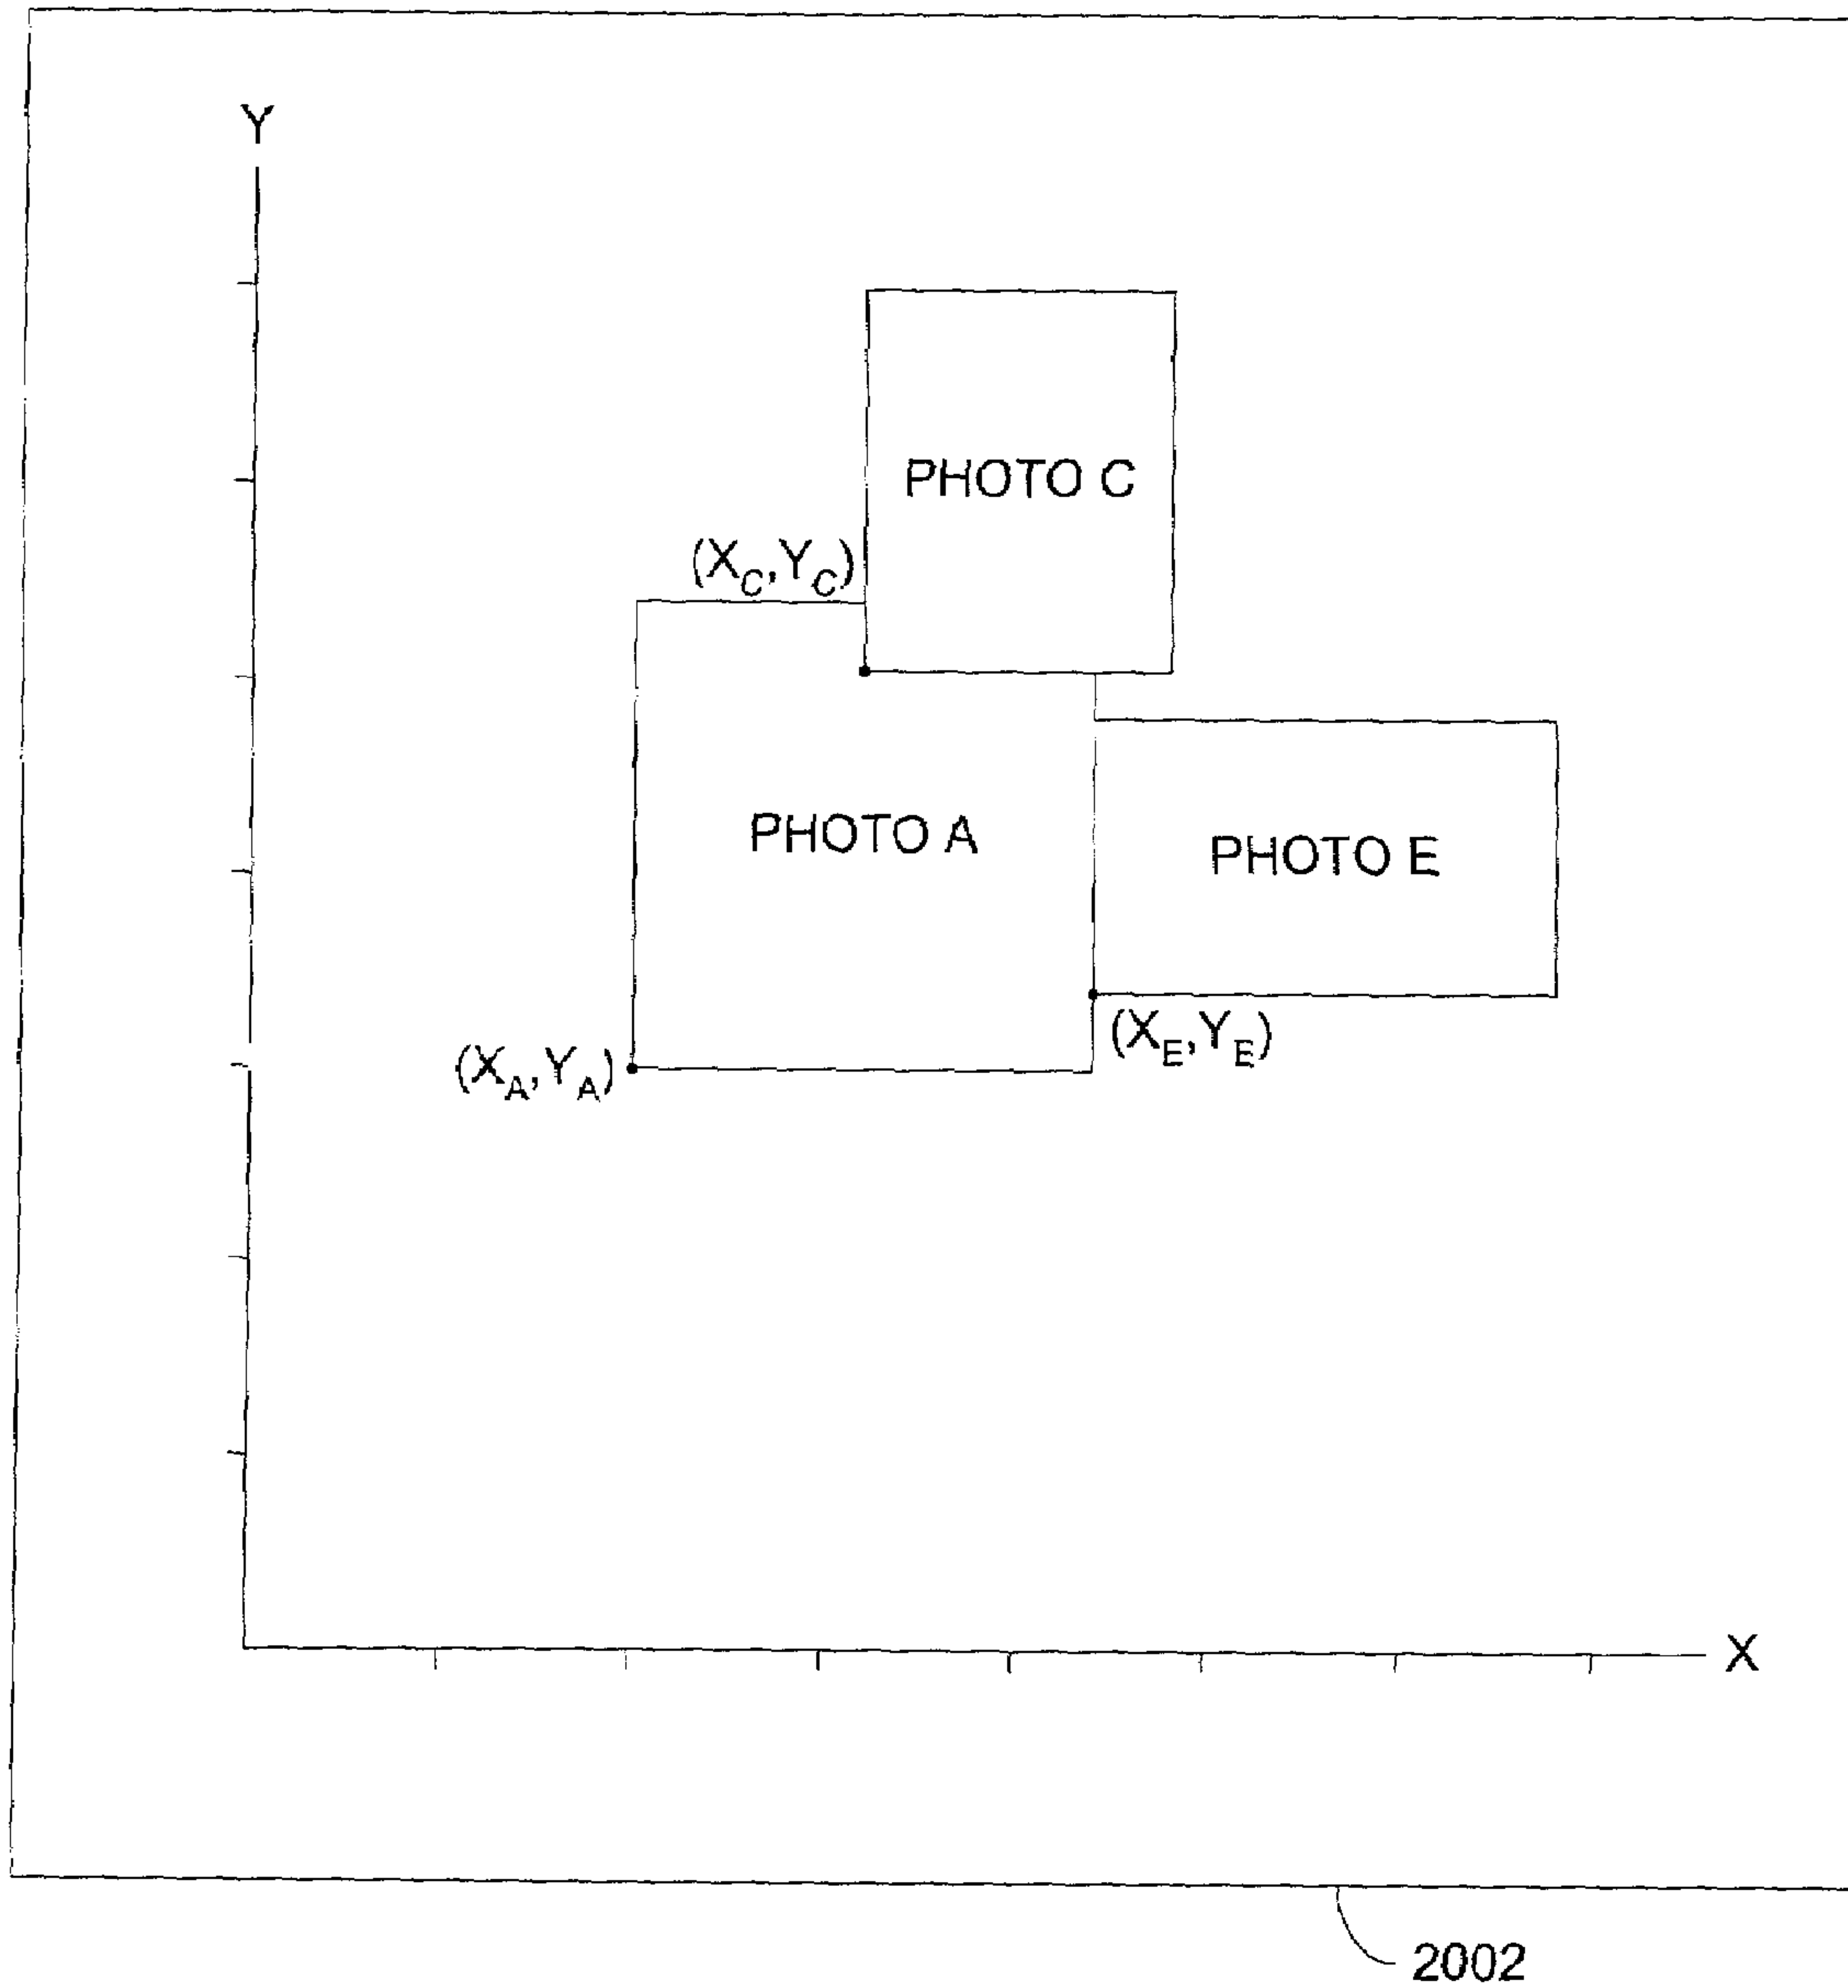 Y
PHOTO C
(X_C,Y_C)
PHOTO A
PHOTO E
(X_E,Y_E)
(X_A,Y_A)
X
2002